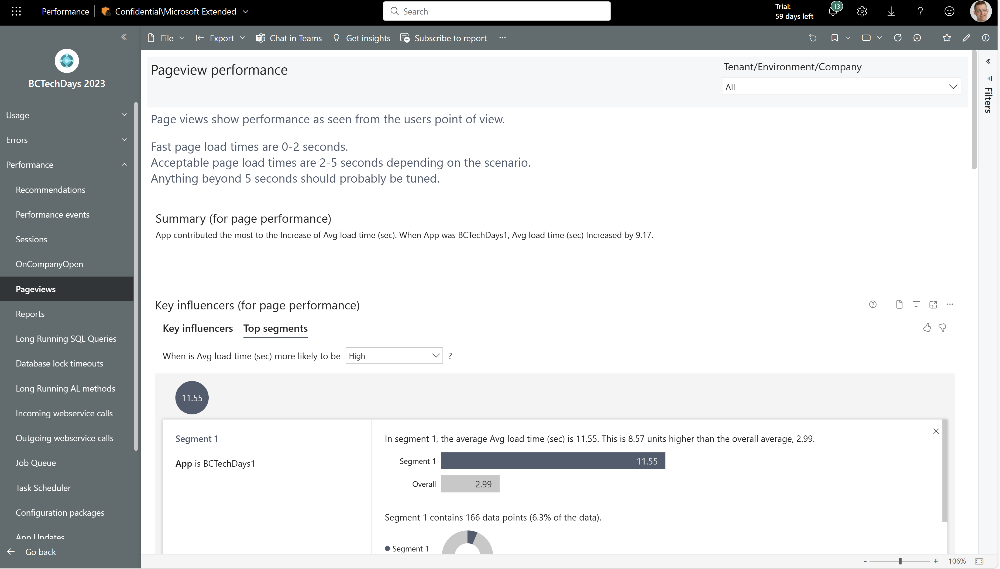 Performance
Confidential\Microsoft Extended
Search
Trial:
59 days left
13
File
Export
Chat in Teams
Get insights
Subscribe to report
BCTechDays 2023
Usage
Errors
Performance
Recommendations
Performance events
Sessions
OnCompanyOpen
Pageviews
Reports
Long Running SQL Queries
Database lock timeouts
Long Running AL methods
Incoming webservice calls
Outgoing webservice calls
Job Queue
Task Scheduler
Configuration packages
App Updates
Go back
Pageview performance
Tenant/Environment/Company
All
Filters
Page views show performance as seen from the users point of view.
Fast page load times are 0-2 seconds.
Acceptable page load times are 2-5 seconds depending on the scenario.
Anything beyond 5 seconds should probably be tuned.
Summary (for page performance)
App contributed the most to the Increase of Avg load time (sec). When App was BCTechDays1, Avg load time (sec) Increased by 9.17.
Key influencers (for page performance)
Key influencers Top segments
When is Avg load time (sec) more likely to be High ?
11.55
Segment 1
App is BCTechDays1
In segment 1, the average Avg load time (sec) is 11.55. This is 8.57 units higher than the overall average, 2.99.
Segment 1 11.55
Overall 2.99
Segment 1 contains 166 data points (6.3% of the data).
Segment 1
- + 106%